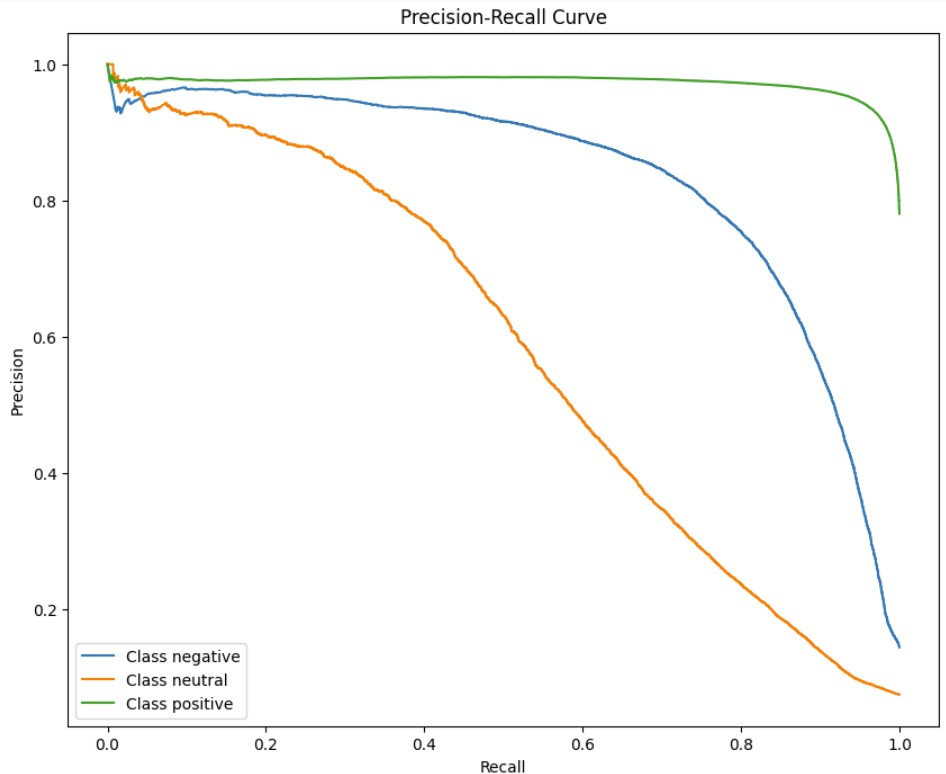 Precision-Recall Curve
1.0
0.8
0.6
0.4
0.2
Precision
Class negative
Class neutral
Class positive
0.0 0.2 0.4 0.6 0.8 1.0
Recall